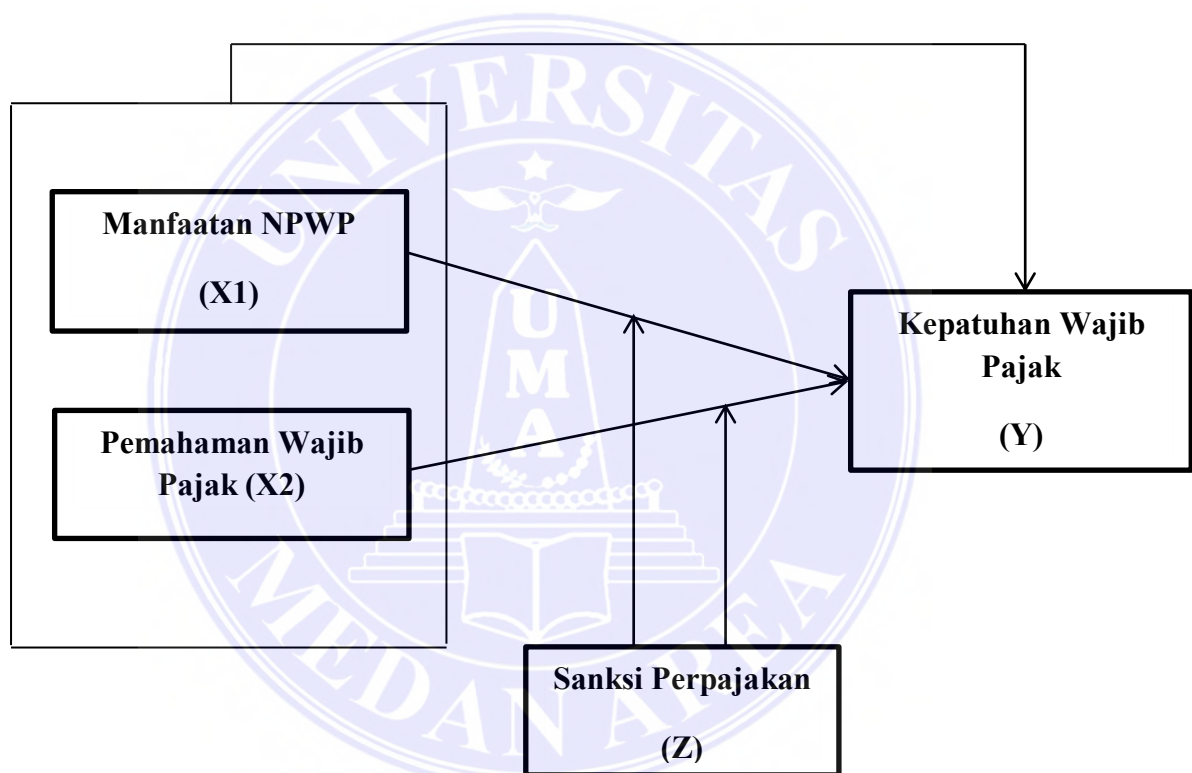 UNIVERSITAS
Manfaatan NPWP
(X1)
UMA
Kepatuhan Wajib
Pajak
(Y)
Pemahaman Wajib
Pajak (X2)
MEDAN AREA
Sanksi Perpajakan
(Z)